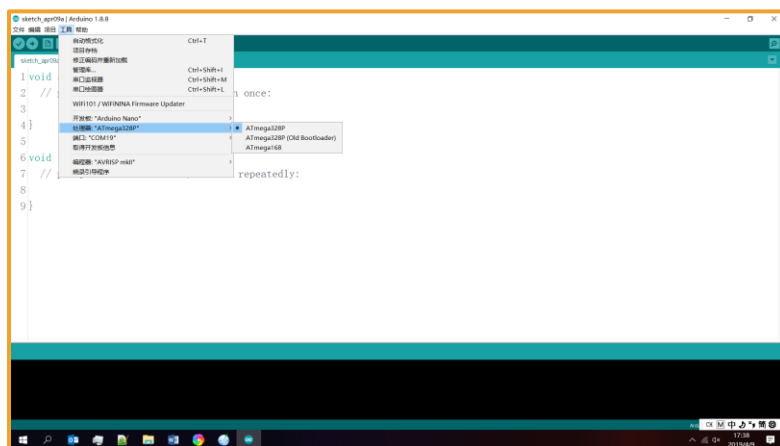 sketch_apr09a | Arduino 1.8.8
文件 编辑 项目 工具 帮助
sketch_apr09a
自动格式化 Ctrl+T
项目存档
修正编码并重新加载
管理库... Ctrl+Shift+I
串口监视器 Ctrl+Shift+M
串口绘图器 Ctrl+Shift+L
WiFi101 / WiFiNINA Firmware Updater
开发板: "Arduino Nano"
处理器: "ATmega328P"
端口: "COM19"
取得开发板信息
编程器: "AVRISP mkII"
烧录引导程序
ATmega328P
ATmega328P (Old Bootloader)
ATmega168
1 void
2 // n once:
3
4 }
5
6 void
7 // repeatedly:
8
9 }
CK M 中 简
17:38
2019/4/9